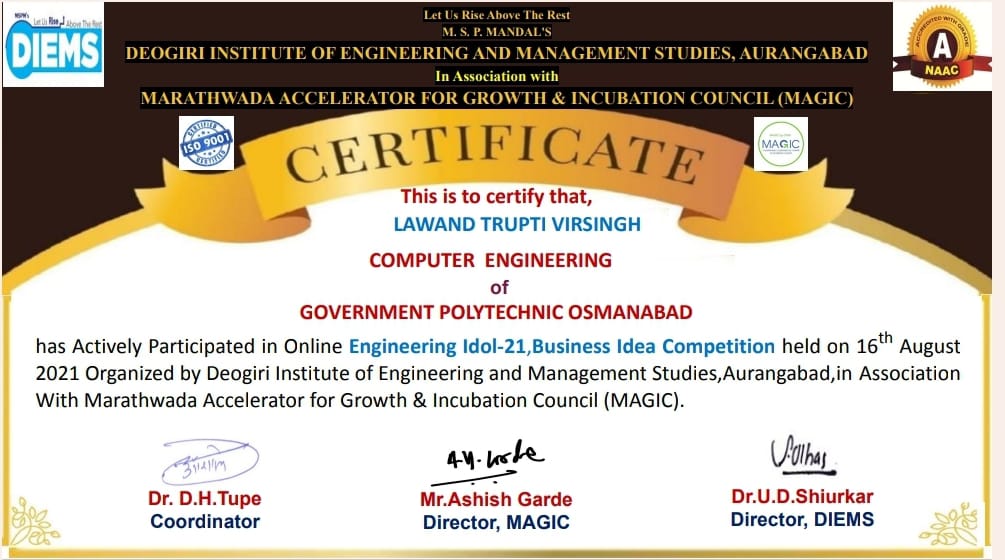 MSPM's
Let Us Rise Above The Rest
DIEMS
Let Us Rise Above The Rest
M. S. P. MANDAL'S
DEOGIRI INSTITUTE OF ENGINEERING AND MANAGEMENT STUDIES, AURANGABAD
In Association with
MARATHWADA ACCELERATOR FOR GROWTH & INCUBATION COUNCIL (MAGIC)
ACCREDITED WITH GRADE
A
NAAC
CERTIFIED
ISO 9001
CERTIFIED
MAGIC
CERTIFICATE
This is to certify that,
LAWAND TRUPTI VIRSINGH
COMPUTER ENGINEERING
of
GOVERNMENT POLYTECHNIC OSMANABAD
has Actively Participated in Online Engineering Idol-21,Business Idea Competition held on 16th August
2021 Organized by Deogiri Institute of Engineering and Management Studies,Aurangabad,in Association
With Marathwada Accelerator for Growth & Incubation Council (MAGIC).
Dr. D.H.Tupe
Coordinator
Mr.Ashish Garde
Director, MAGIC
Dr.U.D.Shiurkar
Director, DIEMS